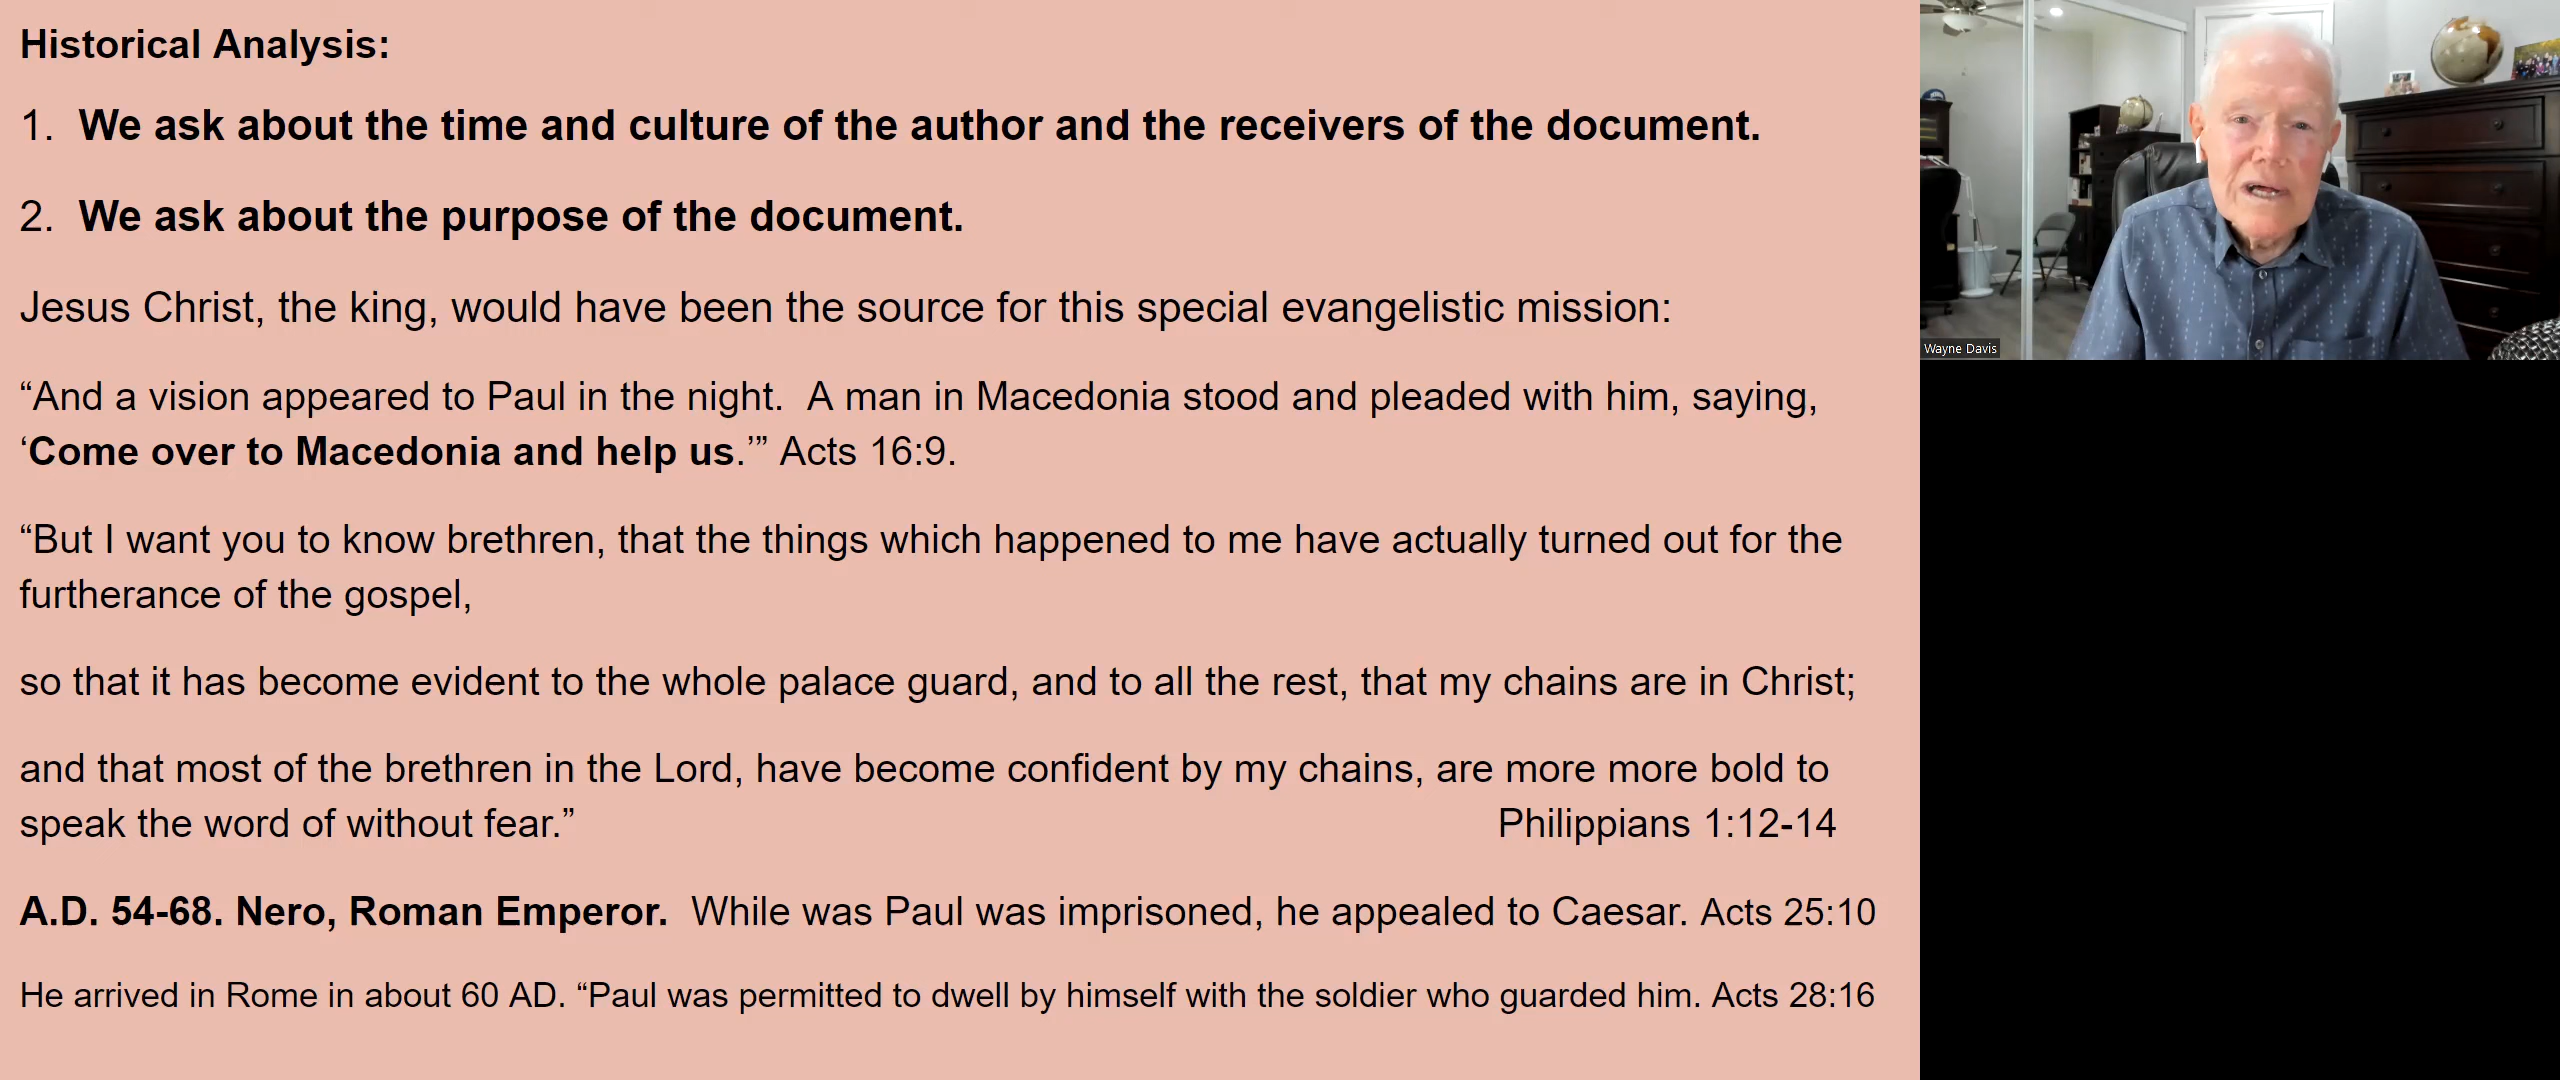 Historical Analysis:
1. We ask about the time and culture of the author and the receivers of the document.
2. We ask about the purpose of the document.
Jesus Christ, the king, would have been the source for this special evangelistic mission:
“And a vision appeared to Paul in the night.  A man in Macedonia stood and pleaded with him, saying,
‘Come over to Macedonia and help us.’” Acts 16:9.
“But I want you to know brethren, that the things which happened to me have actually turned out for the
furtherance of the gospel,
so that it has become evident to the whole palace guard, and to all the rest, that my chains are in Christ;
and that most of the brethren in the Lord, have become confident by my chains, are more more bold to
speak the word of without fear.” Philippians 1:12-14
A.D. 54-68. Nero, Roman Emperor.  While was Paul was imprisoned, he appealed to Caesar. Acts 25:10
He arrived in Rome in about 60 AD. “Paul was permitted to dwell by himself with the soldier who guarded him. Acts 28:16
Wayne Davis